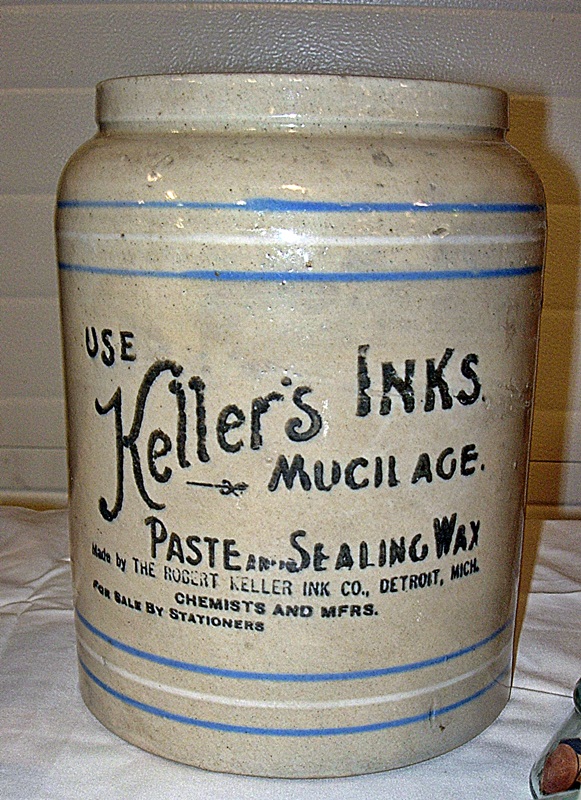 USE
Keller's INKS.
MUCILAGE.
PASTE AND SEALING WAX
Made by THE ROBERT KELLER INK CO., DETROIT, MICH.
CHEMISTS AND MFRS.
FOR SALE BY STATIONERS